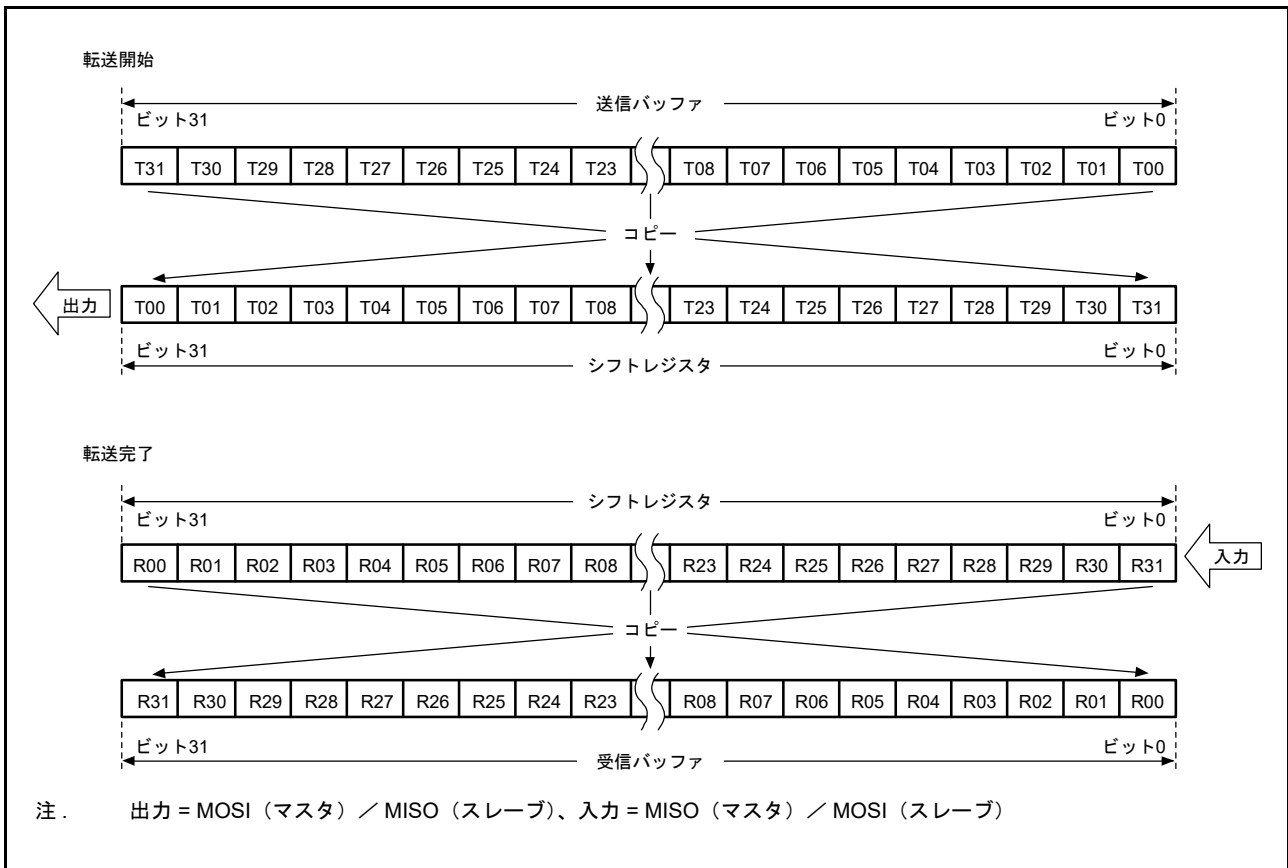 転送開始
送信バッファ
ビット31 ビット0
T31 T30 T29 T28 T27 T26 T25 T24 T23 T08 T07 T06 T05 T04 T03 T02 T01 T00
コピー
出力 T00 T01 T02 T03 T04 T05 T06 T07 T08 T23 T24 T25 T26 T27 T28 T29 T30 T31
ビット31 ビット0
シフトレジスタ
転送完了
シフトレジスタ
ビット31 ビット0
R00 R01 R02 R03 R04 R05 R06 R07 R08 R23 R24 R25 R26 R27 R28 R29 R30 R31 入力
コピー
R31 R30 R29 R28 R27 R26 R25 R24 R23 R08 R07 R06 R05 R04 R03 R02 R01 R00
ビット31 ビット0
受信バッファ
注 . 出力 = MOSI（マスタ）／ MISO（スレーブ）、入力 = MISO（マスタ）／ MOSI（スレーブ）